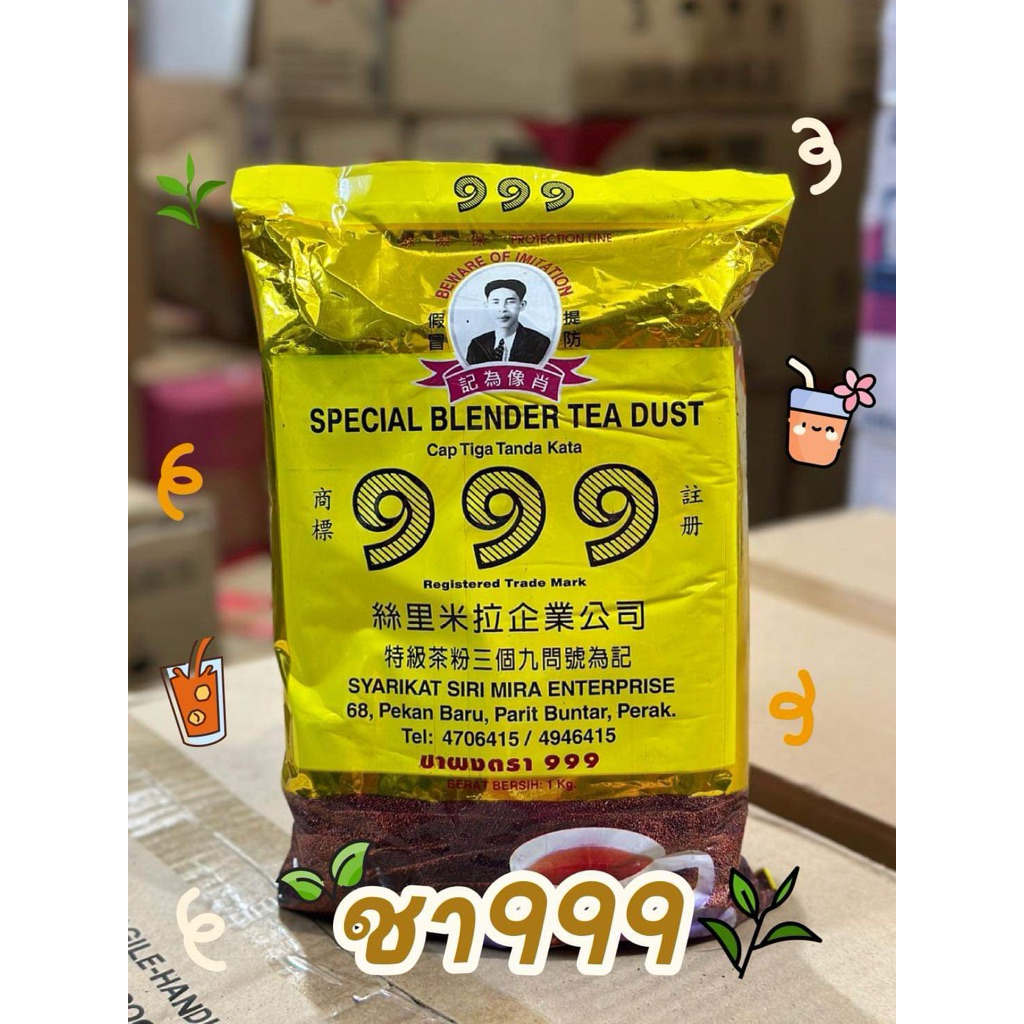 999
PROTECTION LINE
BEWARE OF IMITATION
假冒
提防
記為像肖
SPECIAL BLENDER TEA DUST
Cap Tiga Tanda Kata
商標
999
註册
Registered Trade Mark
絲里米拉企業公司
特級茶粉三個九問號為記
SYARIKAT SIRI MIRA ENTERPRISE
68, Pekan Baru, Parit Buntar, Perak.
Tel: 4706415 / 4946415
ชาผงตรา 999
BERAT BERSIH: 1 Kg.
ชา999